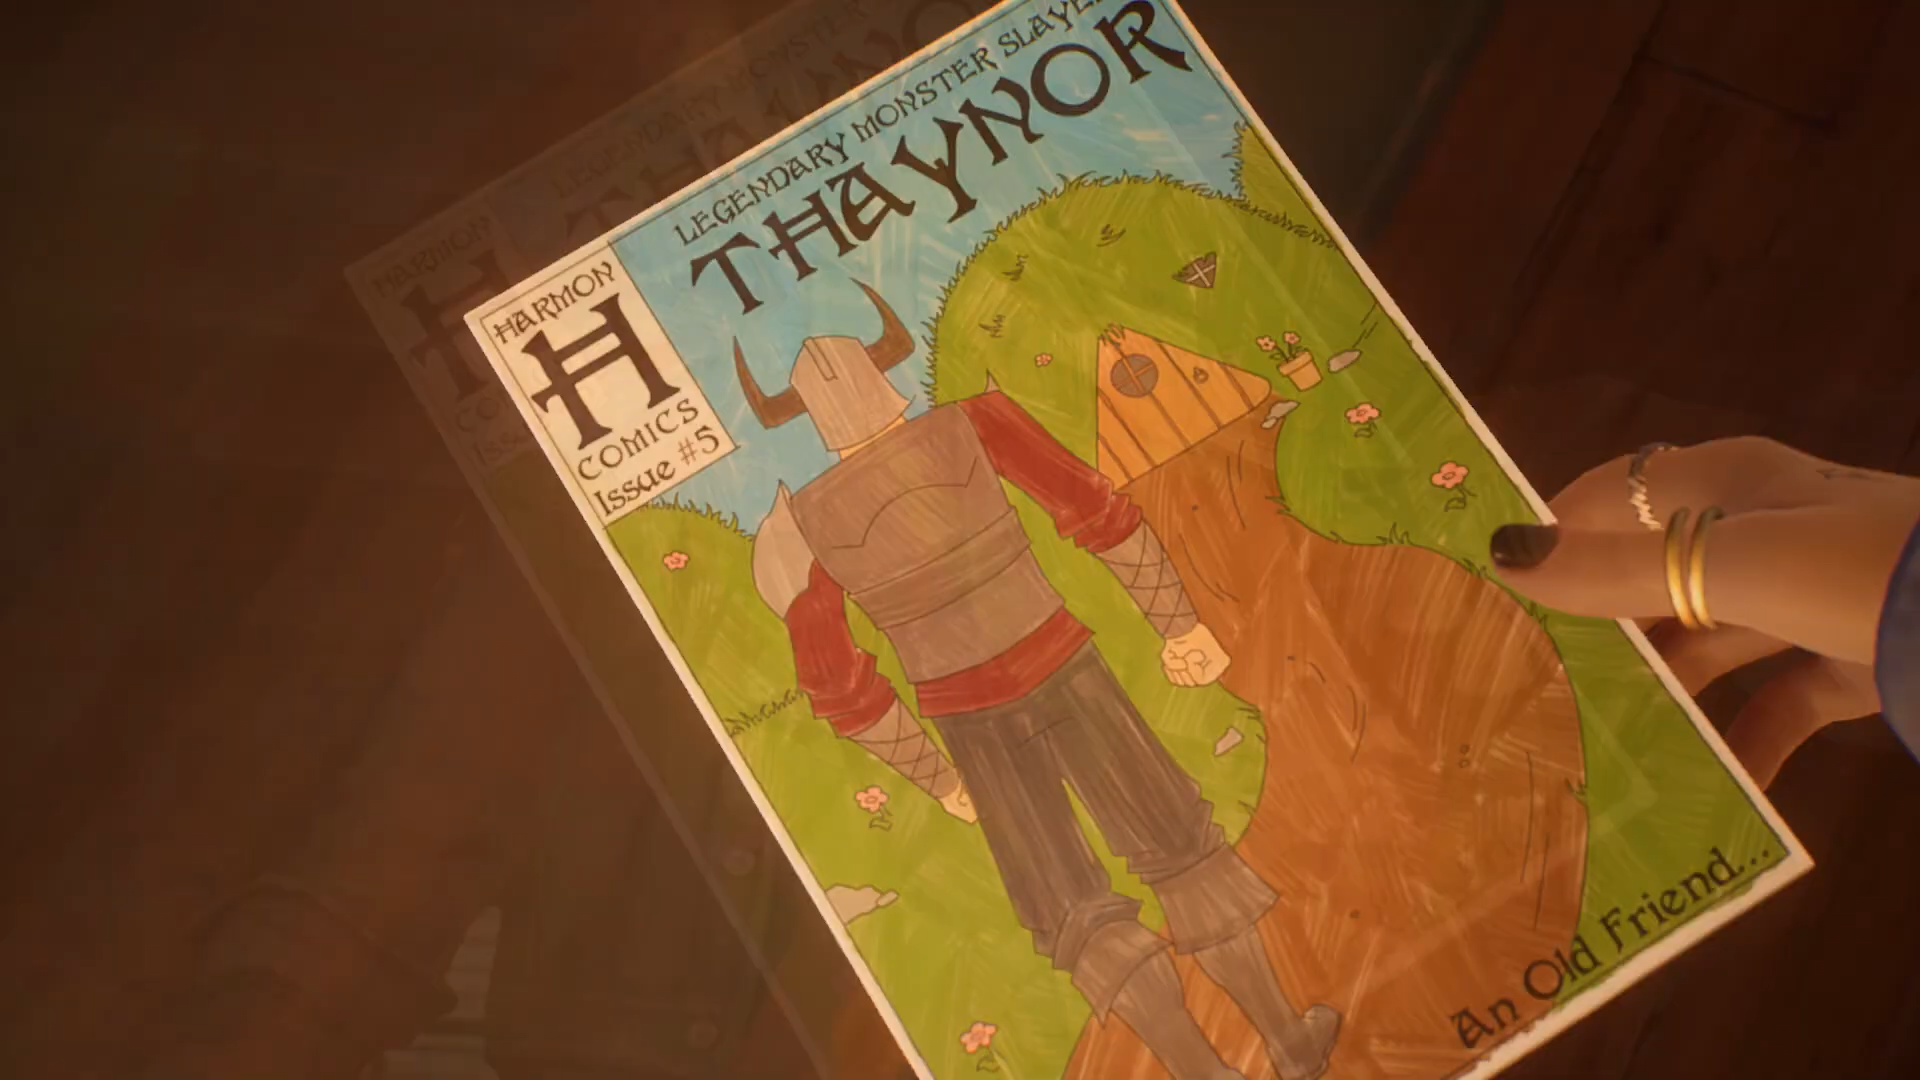 LEGENDARY MONSTER SLAYER
THAYNOR
HARMON
H
COMICS
Issue #5
An Old Friend...